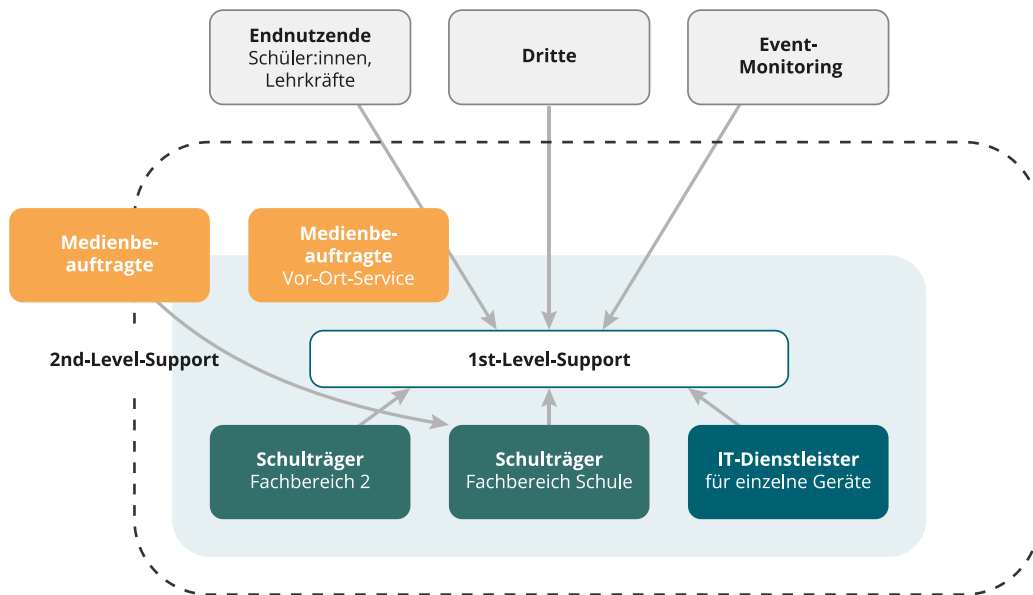 Endnutzende
Schüler:innen,
Lehrkräfte
Dritte
Event-
Monitoring
Medienbe-
auftragte
Medienbe-
auftragte
Vor-Ort-Service
2nd-Level-Support
1st-Level-Support
Schulträger
Fachbereich 2
Schulträger
Fachbereich Schule
IT-Dienstleister
für einzelne Geräte